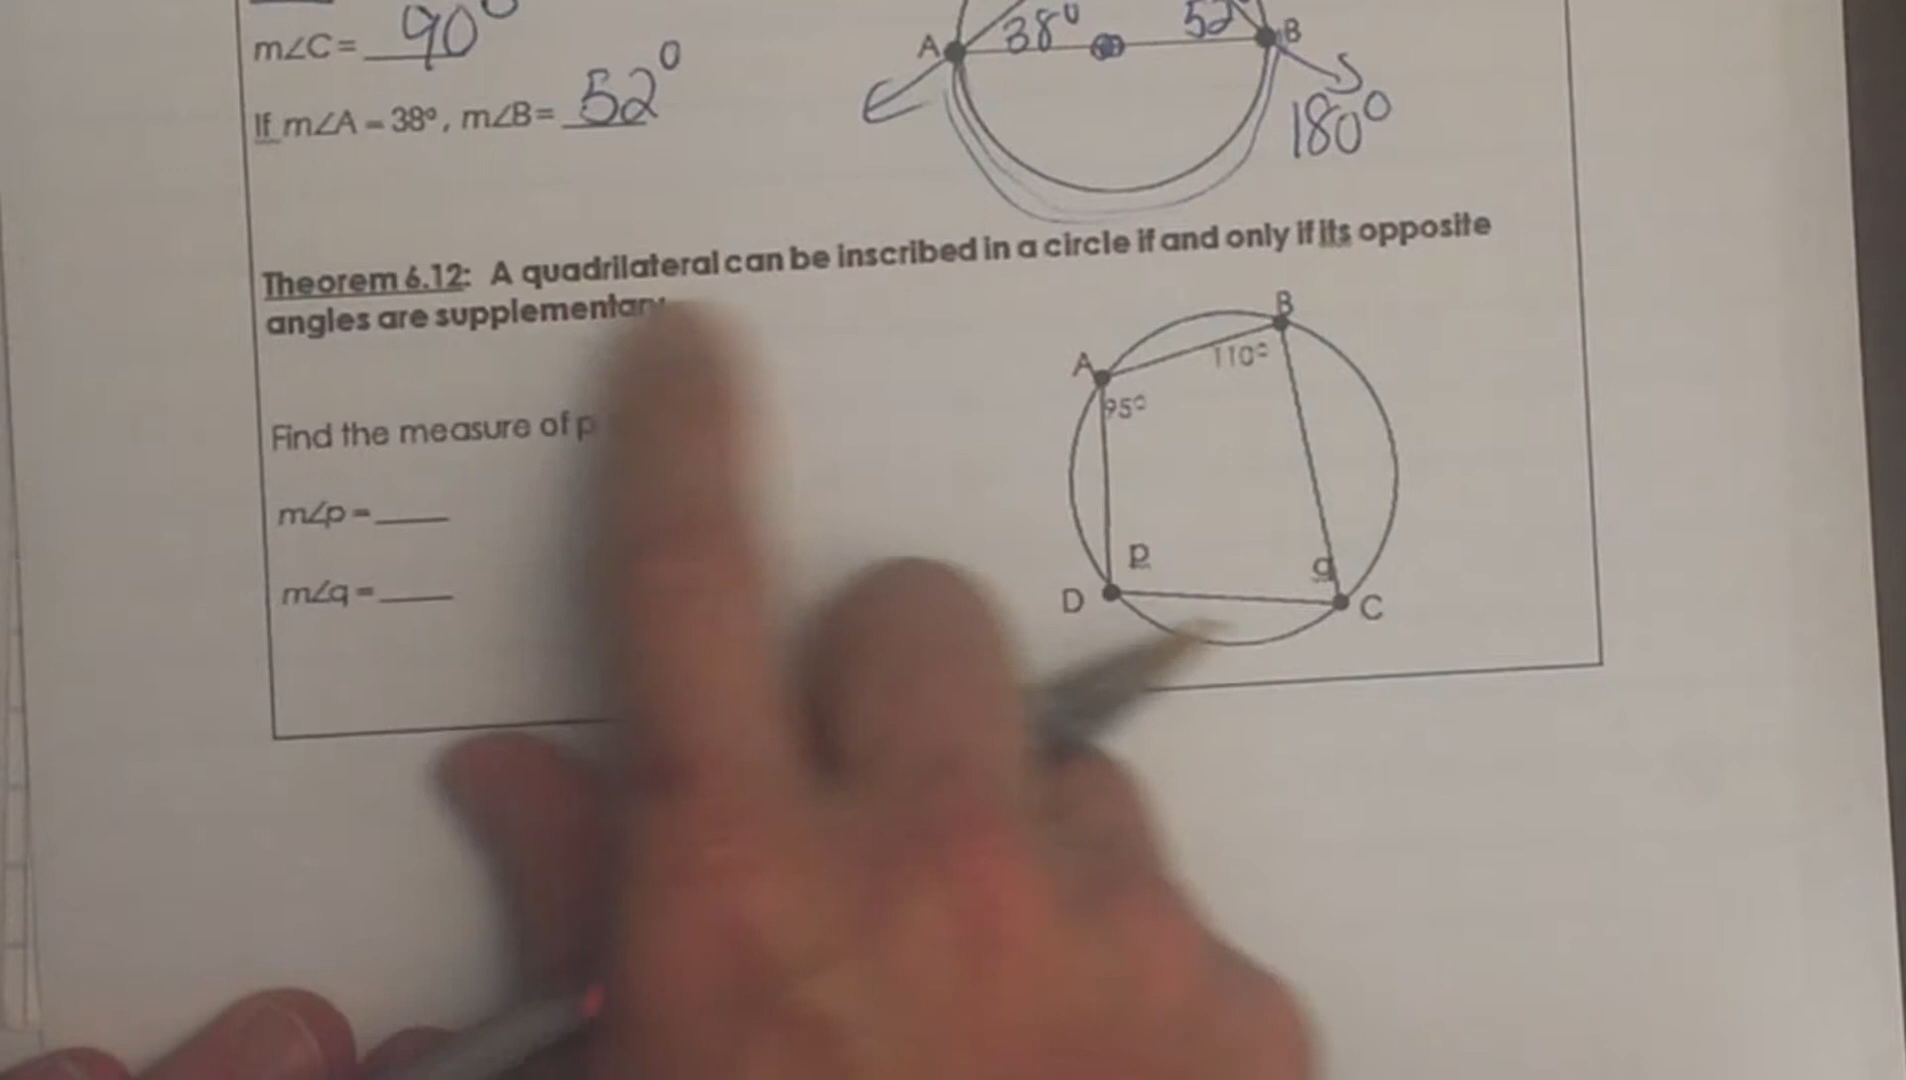 m∠C = 90°
A 38° 52 B
If m∠A = 38°, m∠B= 52°
180°
Theorem 6.12: A quadrilateral can be inscribed in a circle if and only if its opposite
angles are supplementary
B
A 110°
95°
Find the measure of p
m∠p = ____
p q
D C
m∠q = ____